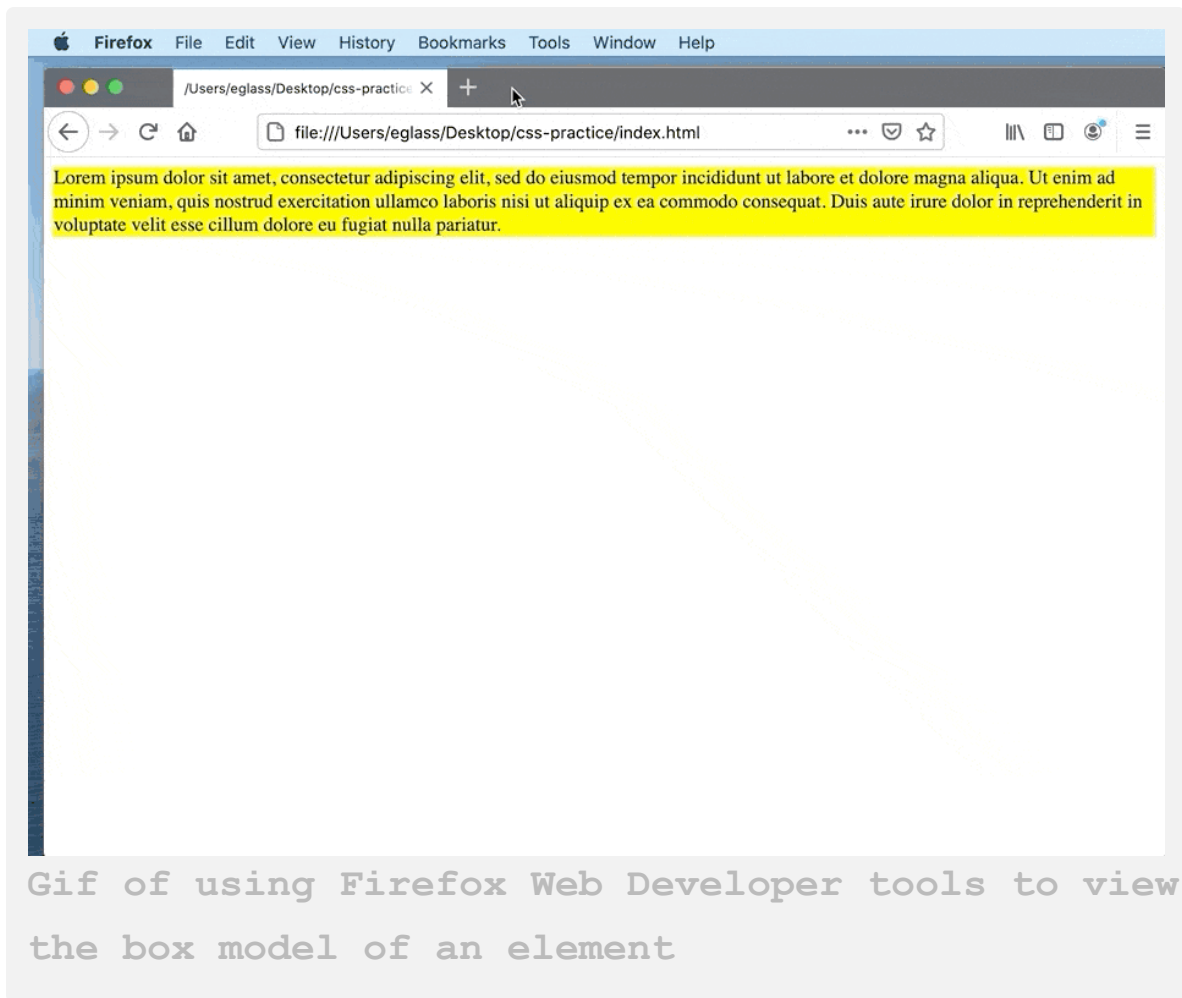 Firefox File Edit View History Bookmarks Tools Window Help
/Users/eglass/Desktop/css-practice
file:///Users/eglass/Desktop/css-practice/index.html
Lorem ipsum dolor sit amet, consectetur adipiscing elit, sed do eiusmod tempor incididunt ut labore et dolore magna aliqua. Ut enim ad
minim veniam, quis nostrud exercitation ullamco laboris nisi ut aliquip ex ea commodo consequat. Duis aute irure dolor in reprehenderit in
voluptate velit esse cillum dolore eu fugiat nulla pariatur.
Gif of using Firefox Web Developer tools to view
the box model of an element